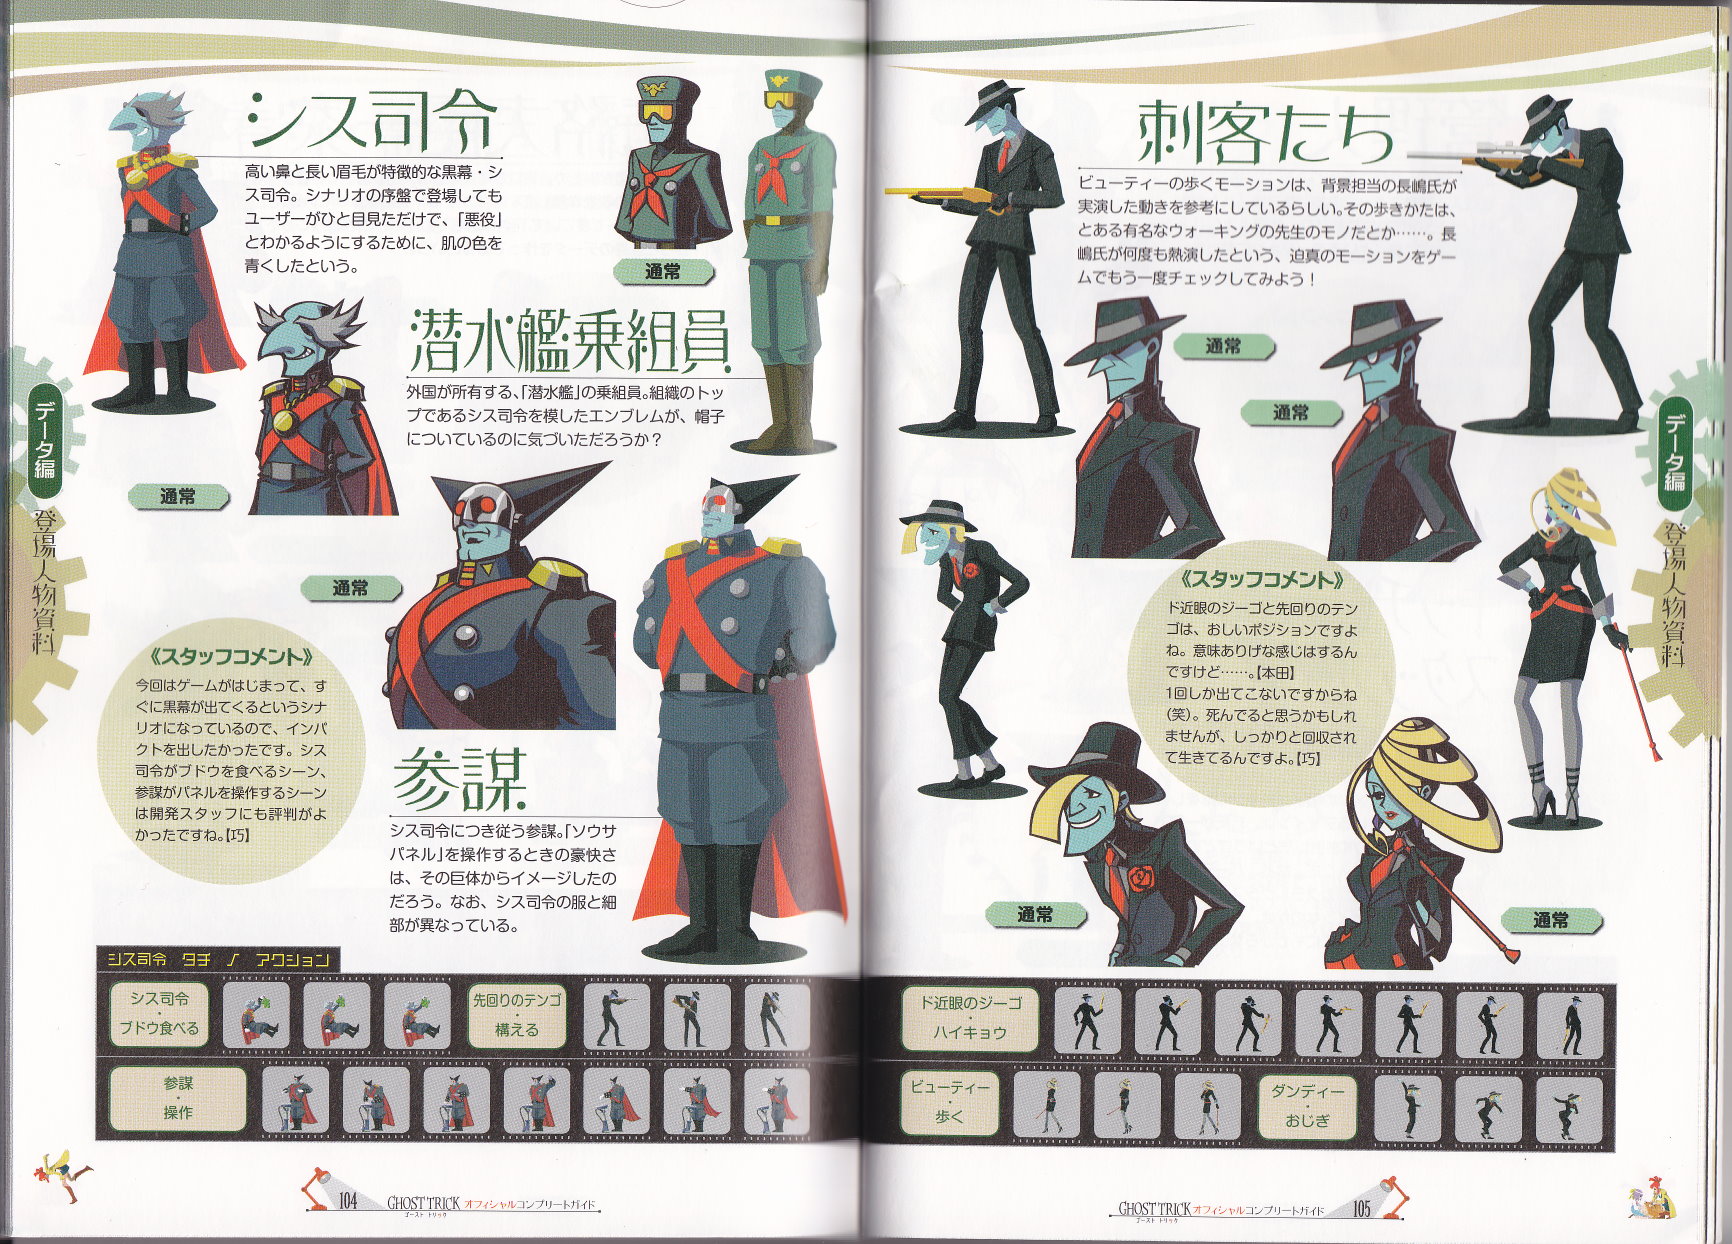 シス司令
高い鼻と長い眉毛が特徴的な黒幕・シ
ス司令。シナリオの序盤で登場しても
ユーザーがひと目見ただけで、「悪役」
とわかるようにするために、肌の色を
青くしたという。
通常
潜水艦乗組員
外国が所有する、「潜水艦」の乗組員。組織のトッ
プであるシス司令を模したエンブレムが、帽子
についているのに気づいただろうか？
通常
通常
《スタッフコメント》
今回はゲームがはじまって、す
ぐに黒幕が出てくるというシナ
リオになっているので、インパ
クトを出したかったです。シス
司令がブドウを食べるシーン、
参謀がパネルを操作するシーン
は開発スタッフにも評判がよ
かったですね。【巧】
参謀
シス司令につき従う参謀。「ソウサ
パネル」を操作するときの豪快さ
は、その巨体からイメージしたの
だろう。なお、シス司令の服と細
部が異なっている。
データ編
登場人物資料
シス司令 タチ ノ アクション
シス司令
・
ブドウ食べる
先回りのテンゴ
・
構える
参謀
・
操作
104
GHOST TRICK オフィシャルコンプリートガイド
ゴースト トリック
刺客たち
ビューティーの歩くモーションは、背景担当の長嶋氏が
実演した動きを参考にしているらしい。その歩きかたは、
とある有名なウォーキングの先生のモノだとか……。長
嶋氏が何度も熱演したという、迫真のモーションをゲー
ムでもう一度チェックしてみよう！
通常
通常
《スタッフコメント》
ド近眼のジーゴと先回りのテン
ゴは、おしいポジションですよ
ね。意味ありげな感じはするん
ですけど……。【本田】
1回しか出てこないですからね
（笑）。死んでると思うかもしれ
ませんが、しっかりと回収され
て生きてるんですよ。【巧】
通常
通常
データ編
登場人物資料
ド近眼のジーゴ
・
ハイキョウ
ビューティー
・
歩く
ダンディー
・
おじぎ
GHOST TRICK オフィシャルコンプリートガイド
ゴースト トリック
105